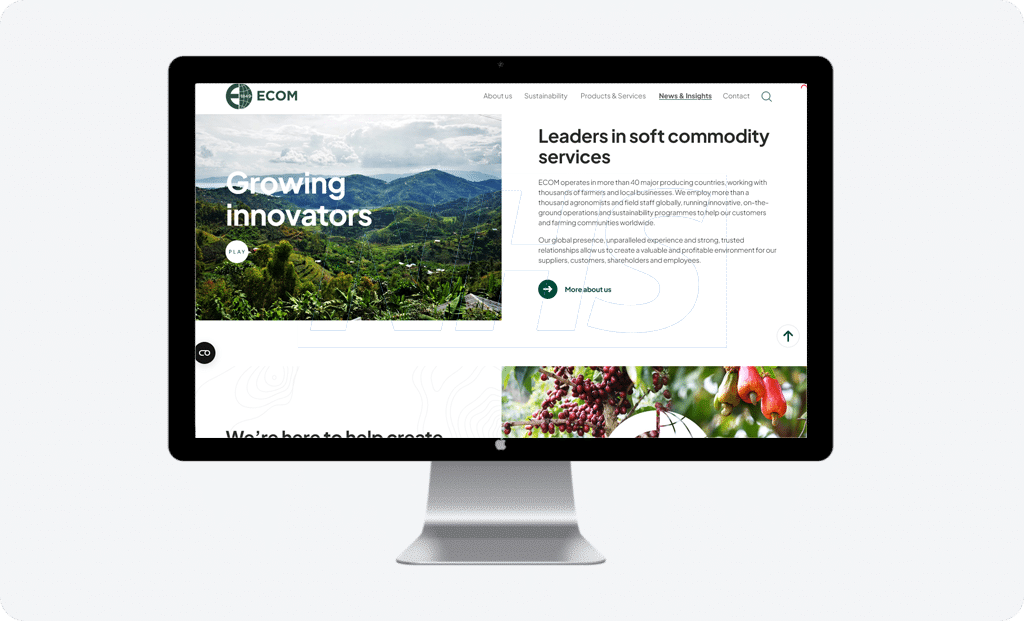 1849
ECOM
About us Sustainability Products & Services News & Insights Contact
Growing
innovators
PLAY
Leaders in soft commodity
services
ECOM operates in more than 40 major producing countries, working with
thousands of farmers and local businesses. We employ more than a
thousand agronomists and field staff globally, running innovative, on-the-
ground operations and sustainability programmes to help our customers
and farming communities worldwide.
Our global presence, unparalleled experience and strong, trusted
relationships allow us to create a valuable and profitable environment for our
suppliers, customers, shareholders and employees.
More about us
We're here to help create